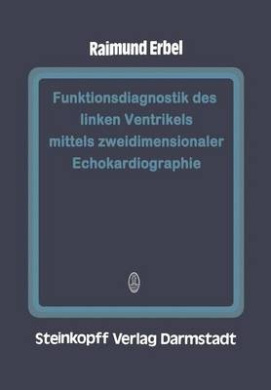 Raimund Erbel
Funktionsdiagnostik des
linken Ventrikels
mittels zweidimensionaler
Echokardiographie
Steinkopff Verlag Darmstadt